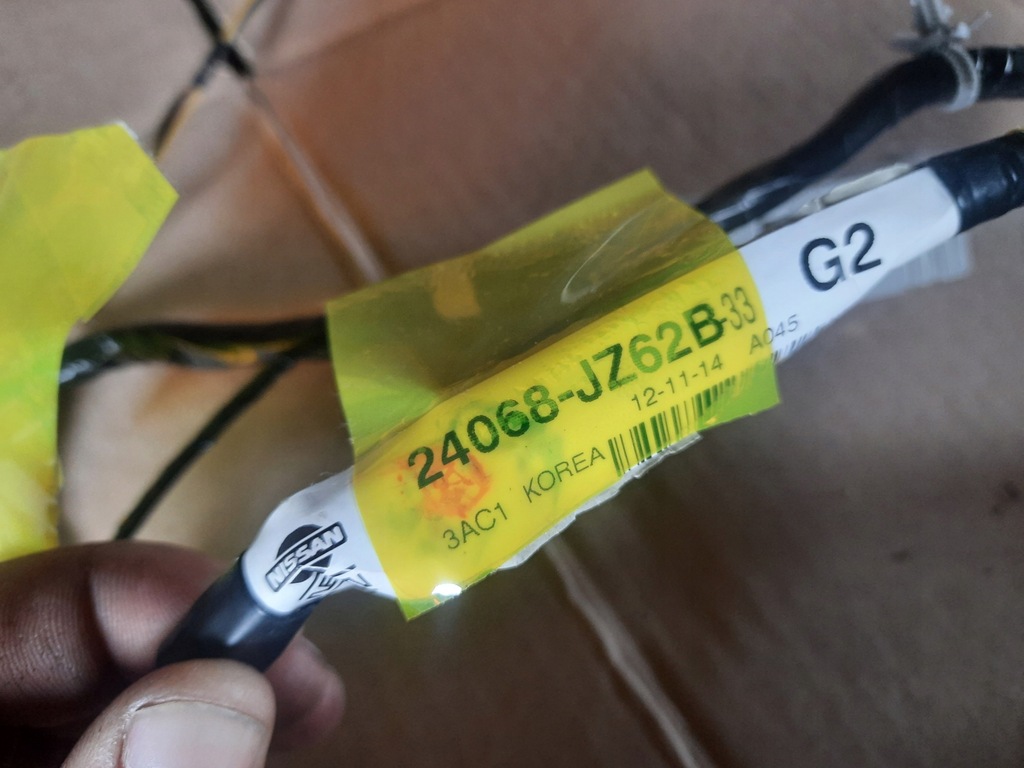 G2
24068-JZ62B-33
12-11-14 A045
3AC1 KOREA
NISSAN